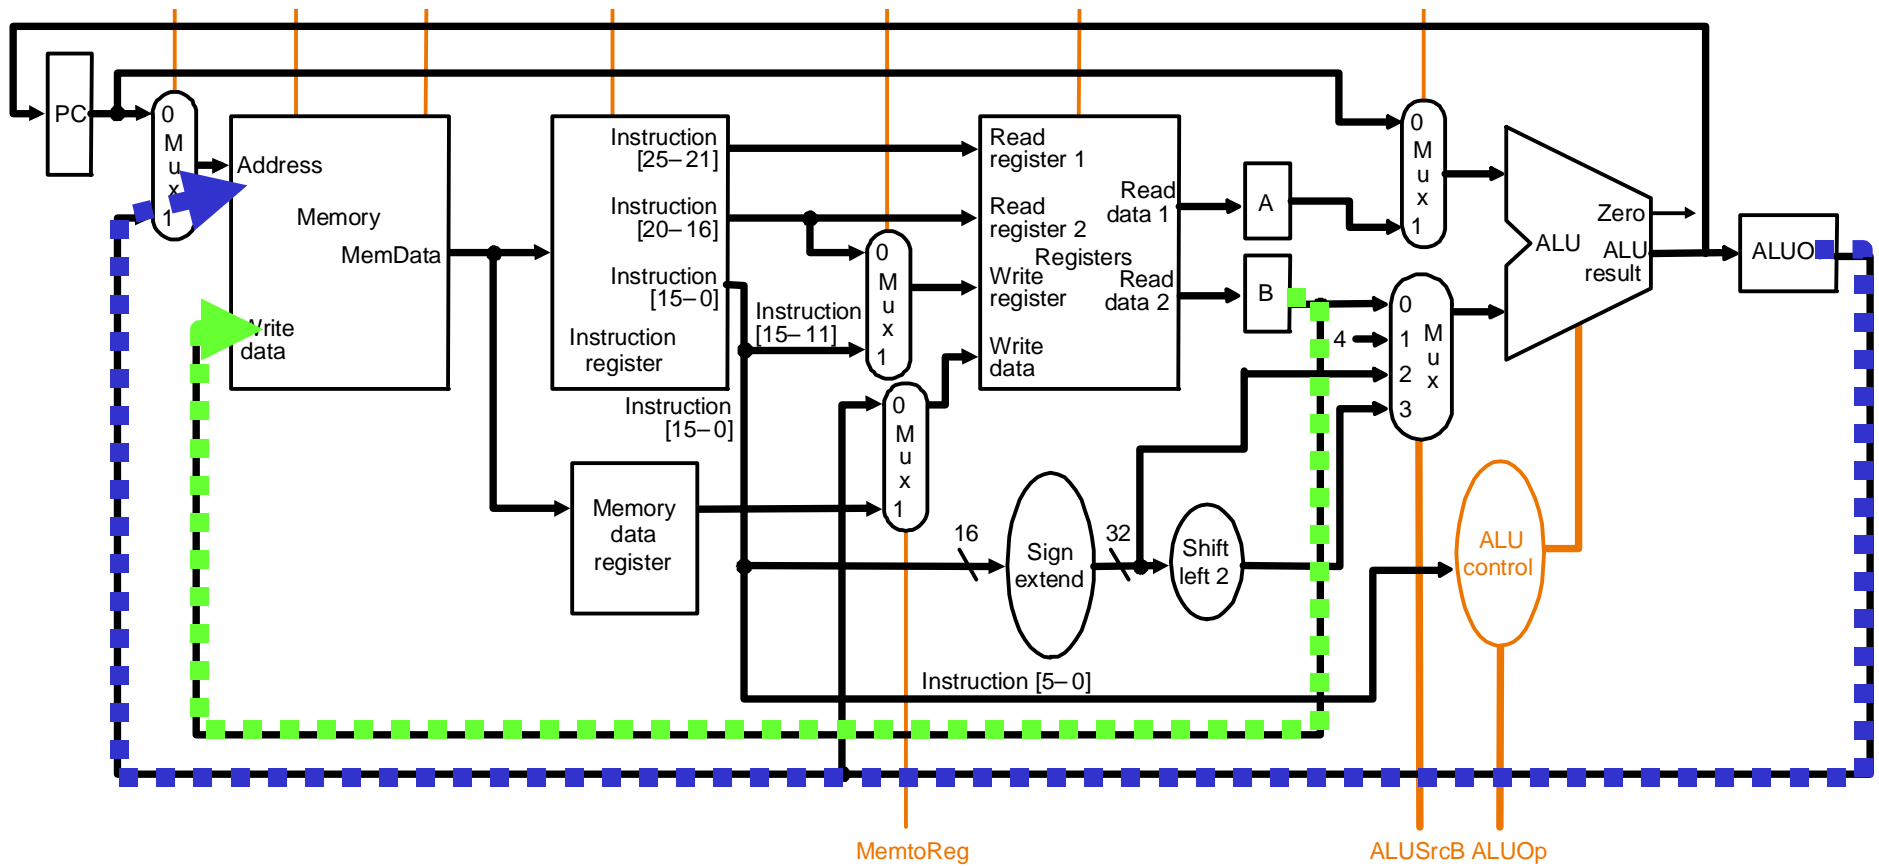 PC
0
M
u
x
1
Address
Memory
MemData
Write
data
Instruction
[25–21]
Instruction
[20–16]
Instruction
[15–0]
Instruction
register
Instruction
[15–0]
Instruction
[15–11]
0
M
u
x
1
0
M
u
x
1
Memory
data
register
Read
register 1
Read
register 2
Registers
Write
register
Write
data
Read
data 1
Read
data 2
16
Sign
extend
32
Shift
left 2
Instruction [5–0]
A
B
4
0
M
u
x
1
0
1
2
3
M
u
x
Zero
ALU
ALU
result
ALUO
ALU
control
MemtoReg
ALUSrcB ALUOp